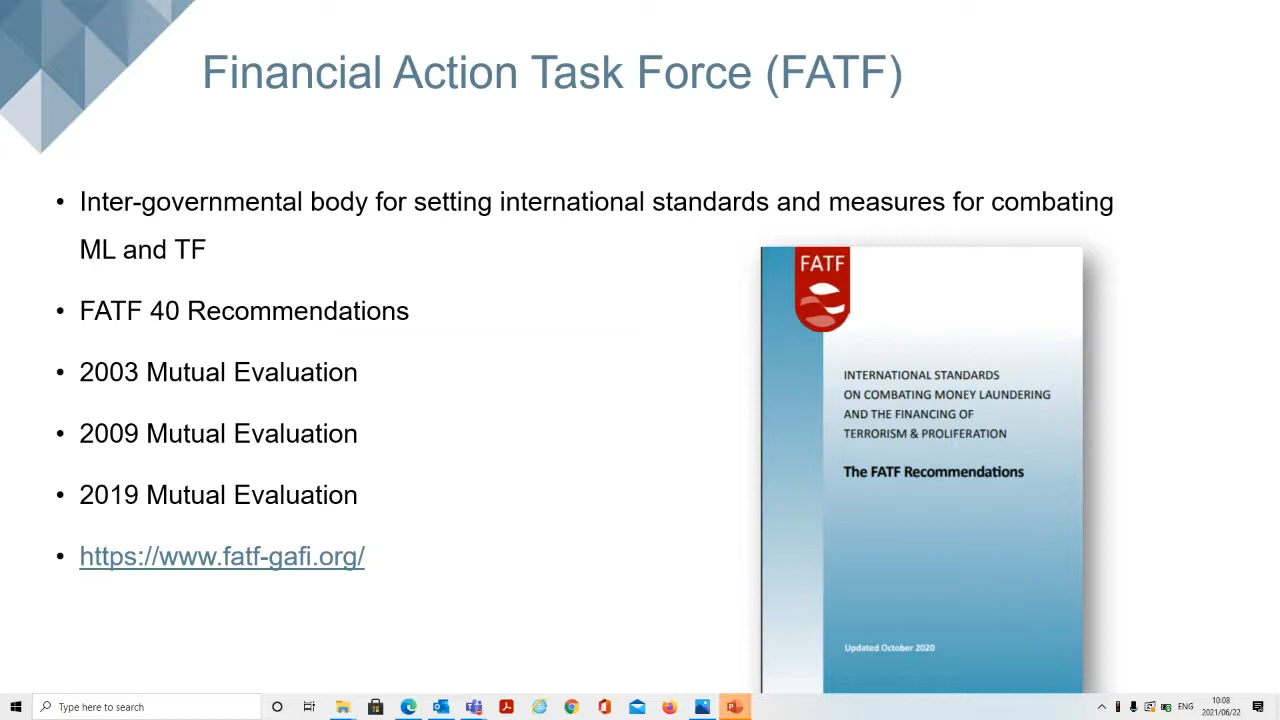 Financial Action Task Force (FATF)
• Inter-governmental body for setting international standards and measures for combating
ML and TF
• FATF 40 Recommendations
• 2003 Mutual Evaluation
• 2009 Mutual Evaluation
• 2019 Mutual Evaluation
• https://www.fatf-gafi.org/
FATF
INTERNATIONAL STANDARDS
ON COMBATING MONEY LAUNDERING
AND THE FINANCING OF
TERRORISM & PROLIFERATION
The FATF Recommendations
Updated October 2020
Type here to search
ENG
10:08
2021/06/22